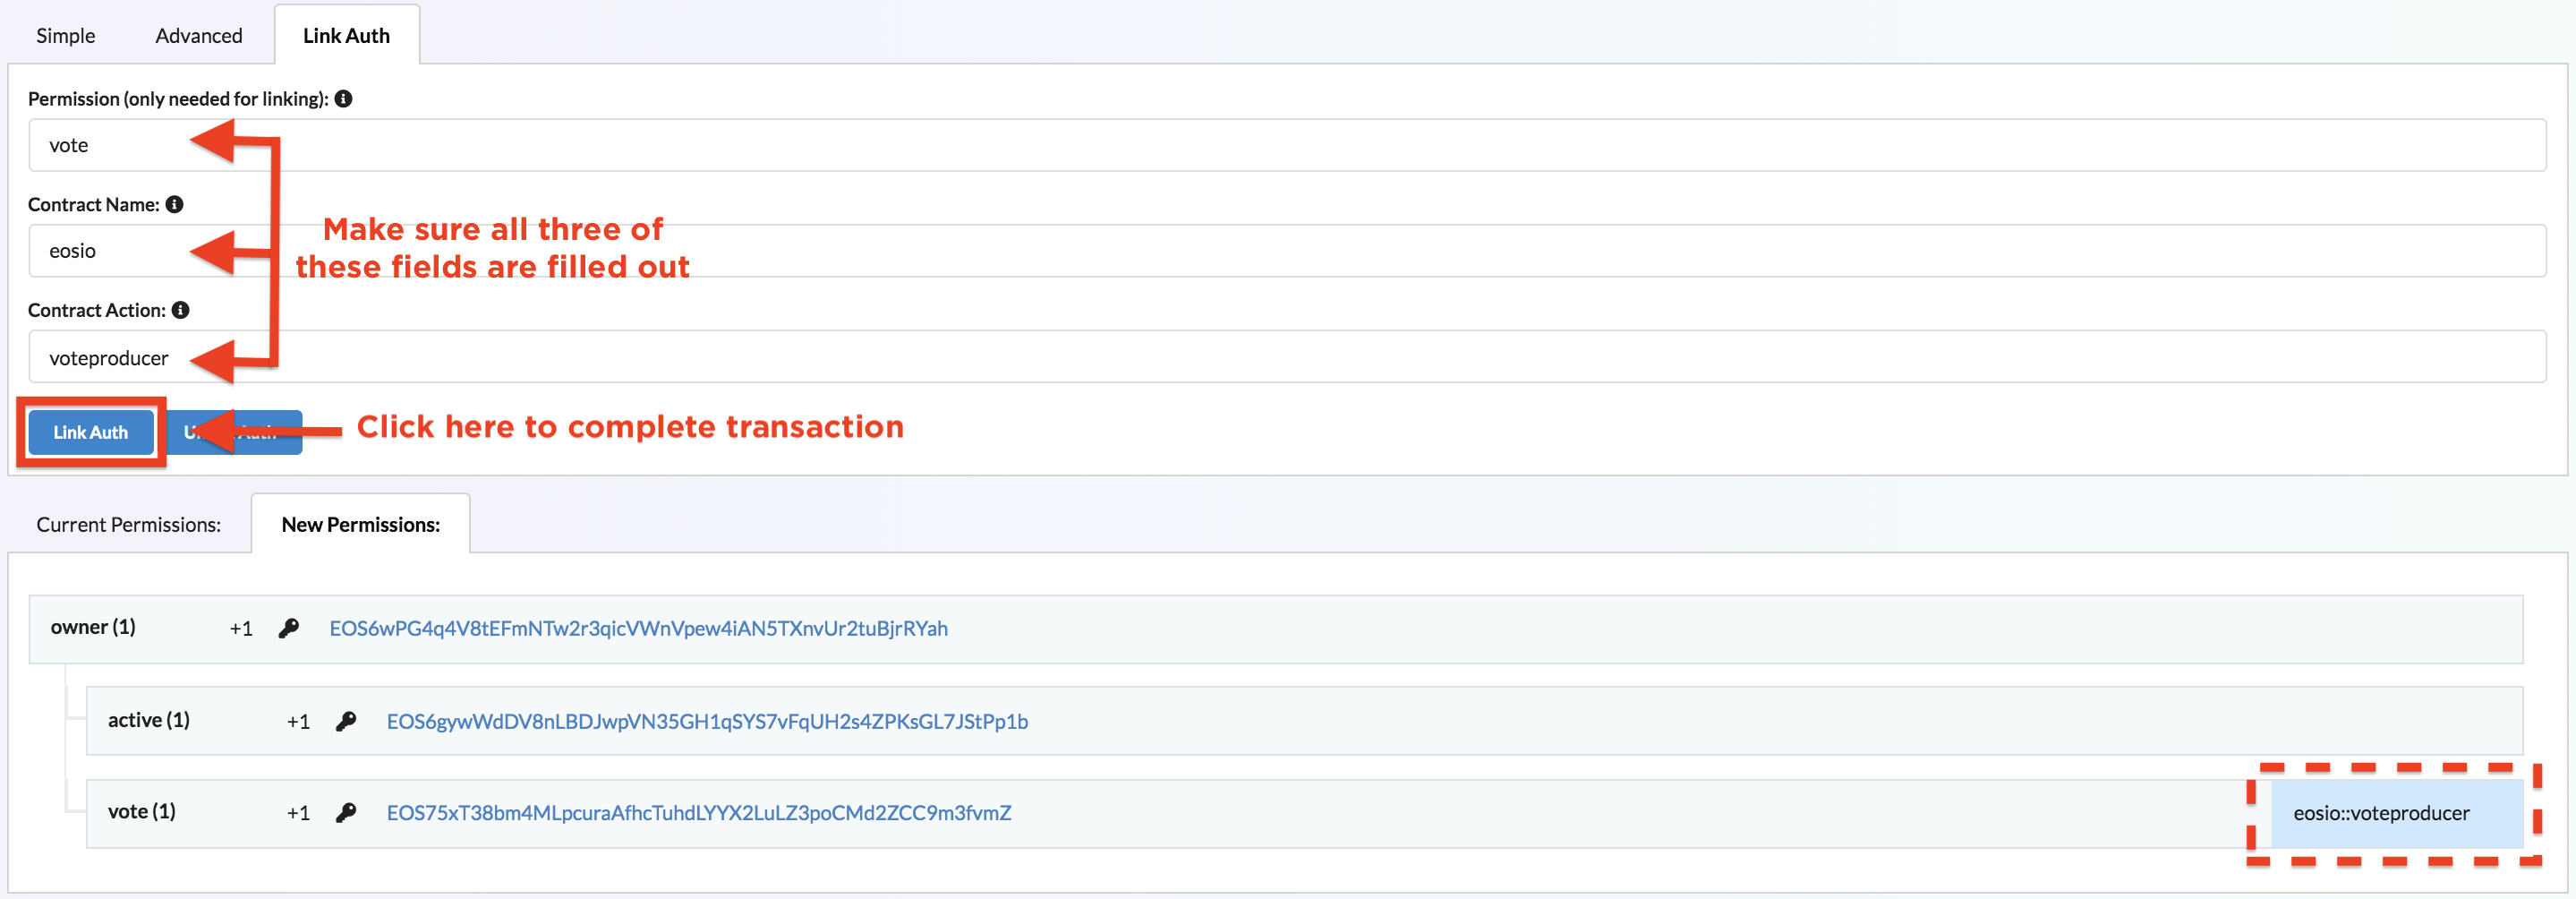 Simple Advanced Link Auth
Permission (only needed for linking):
vote
Contract Name:
eosio
Make sure all three of
these fields are filled out
Contract Action:
voteproducer
Link Auth
Click here to complete transaction
Current Permissions: New Permissions:
owner (1) +1 EOS6wPG4q4V8tEFmNTw2r3qicVWnVpew4iAN5TXnvUr2tuBjrRYah
active (1) +1 EOS6gywWdDV8nLBDJwpVN35GH1qSYS7vFqUH2s4ZPKsGL7JStPp1b
vote (1) +1 EOS75xT38bm4MLpcuraAfhcTuhdLYYX2LuLZ3poCMd2ZCC9m3fvmZ eosio::voteproducer